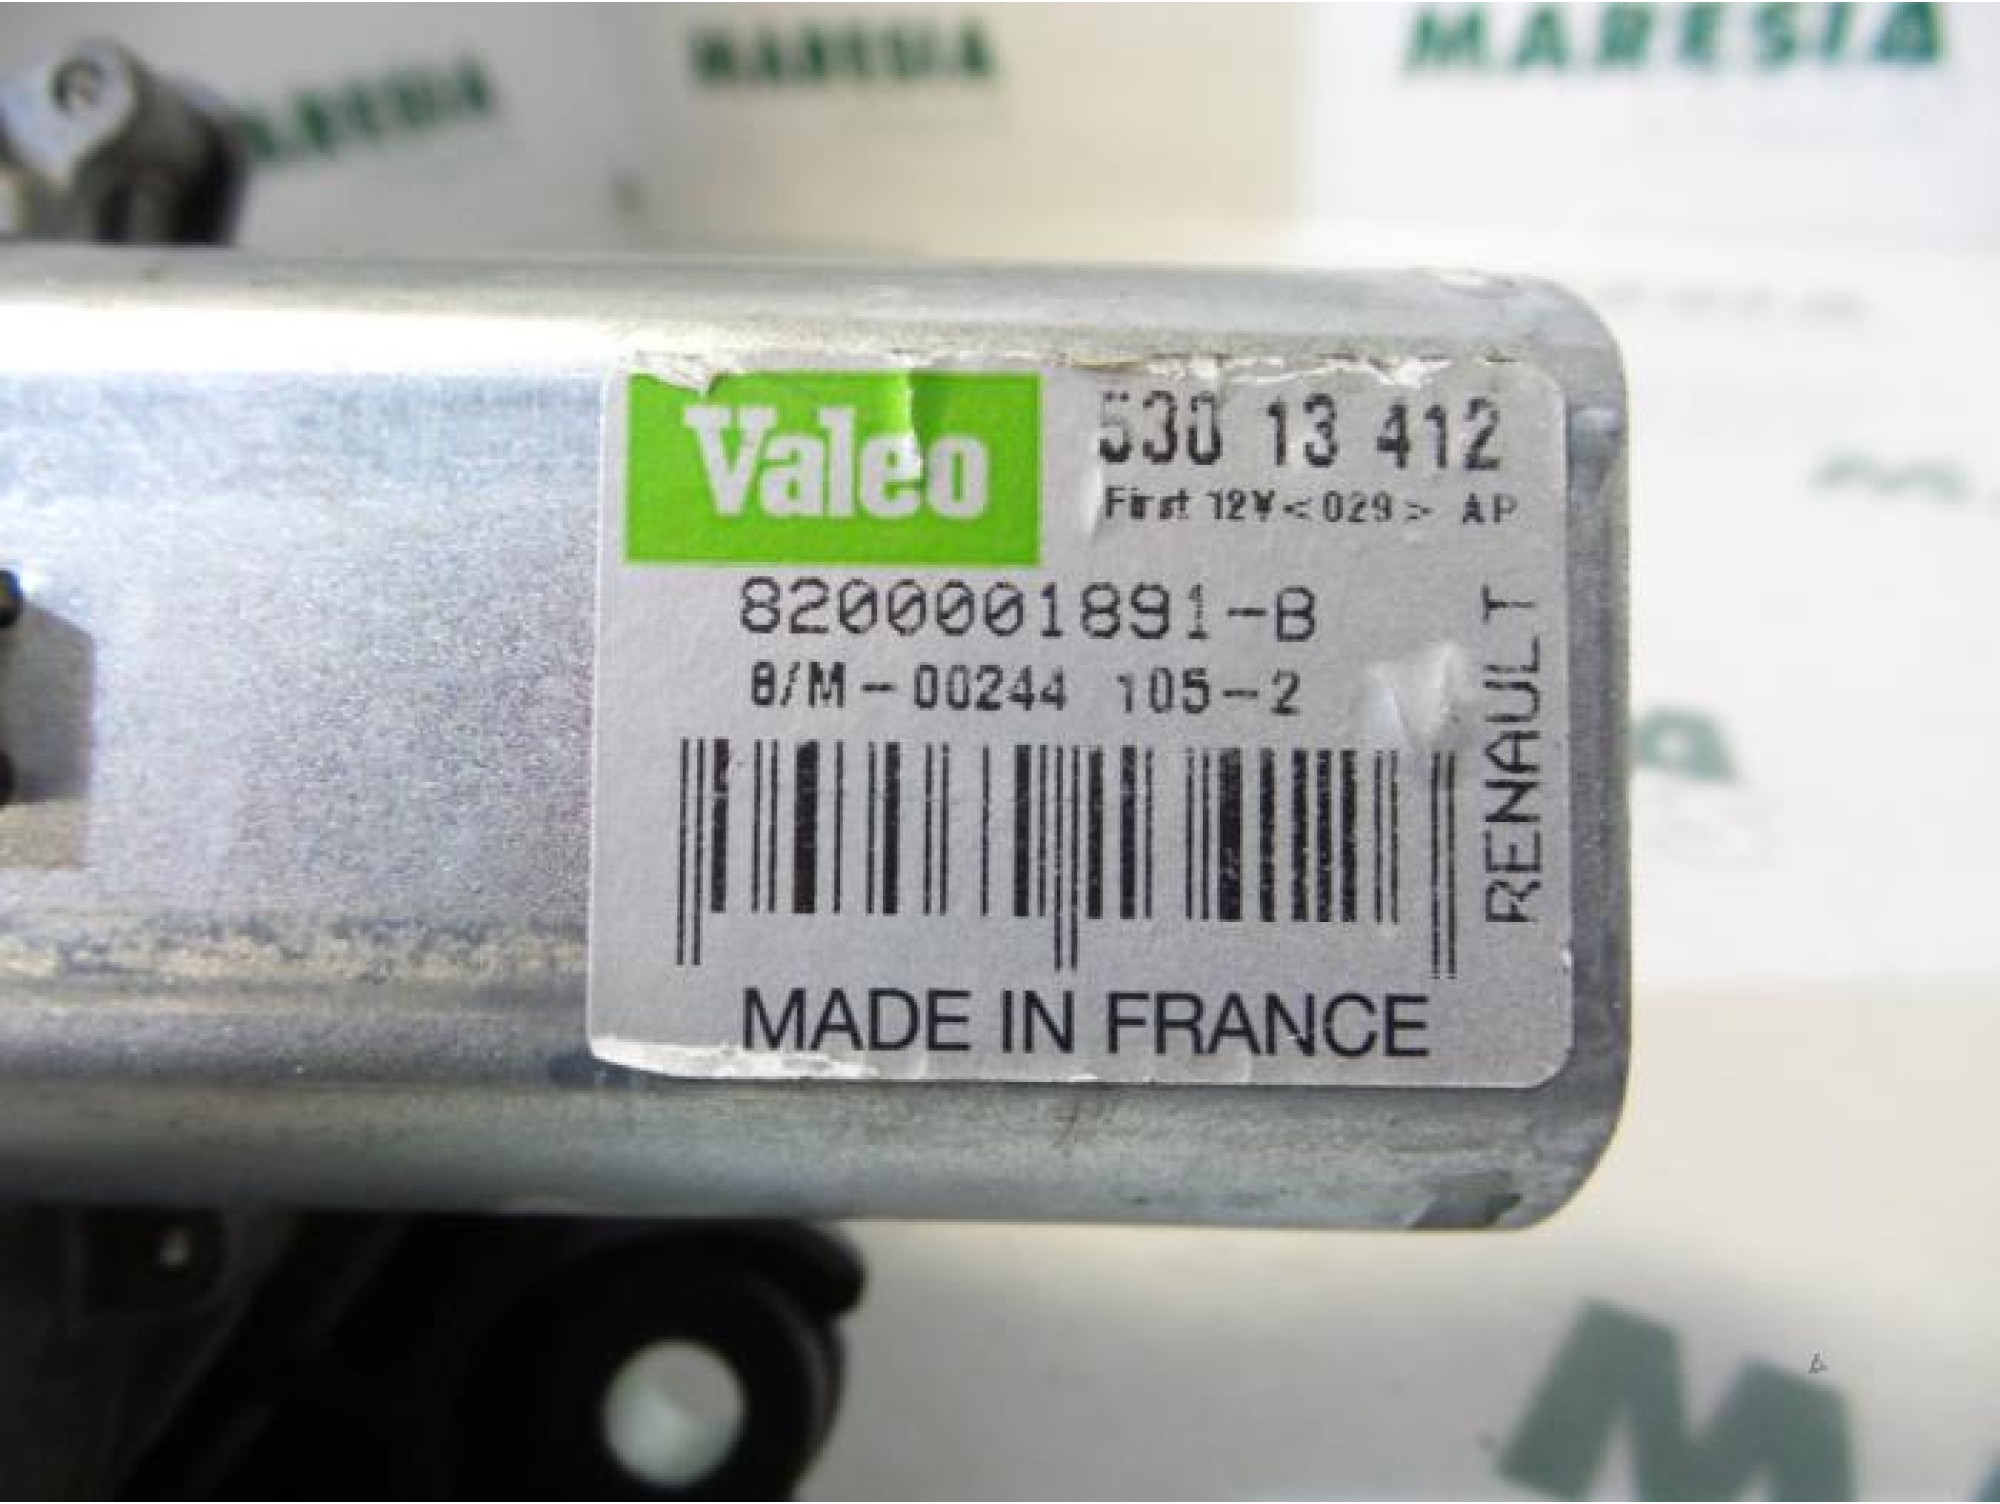 MARESIA
MARESIA
MARESIA
Valeo
530 13 412
First 12V <029> AP
8200001891-B
8/M-00244 105-2
RENAULT
MADE IN FRANCE